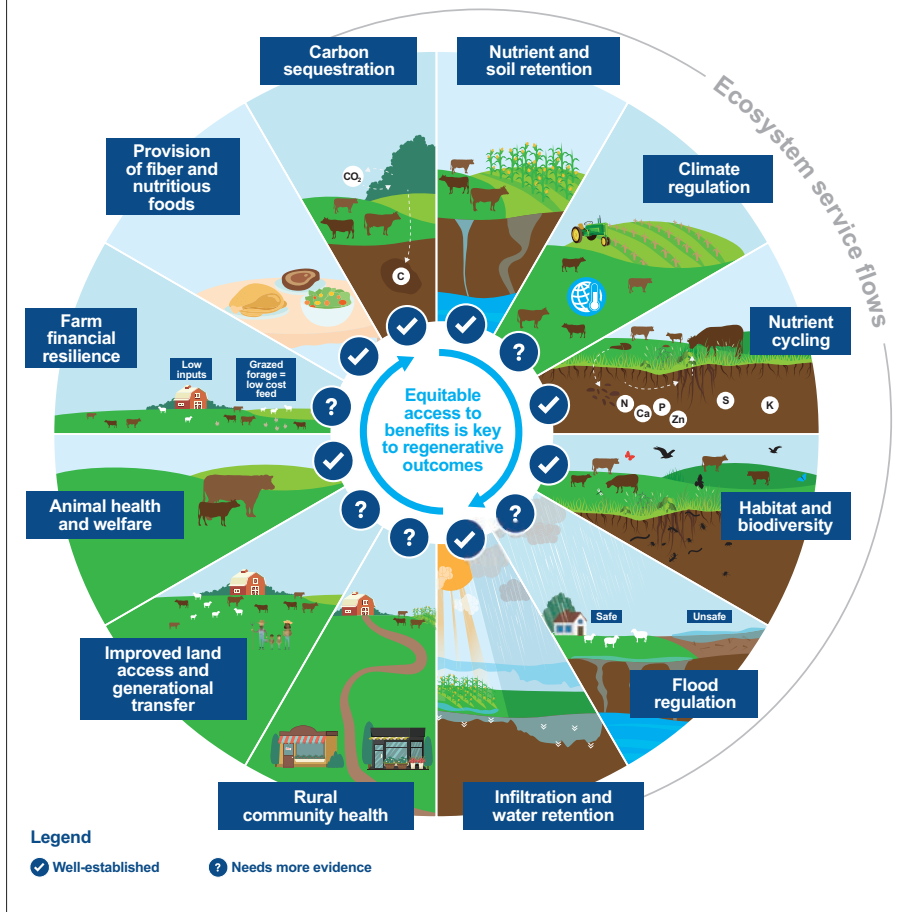 Carbon
sequestration
Nutrient and
soil retention
Ecosystem service flows
Provision
of fiber and
nutritious
foods
Climate
regulation
CO₂
C
Farm
financial
resilience
Low
inputs
Grazed
forage =
low cost
feed
Nutrient
cycling
N
Ca
P
Zn
S
K
?
?
Equitable
access to
benefits is key
to regenerative
outcomes
Animal health
and welfare
Habitat and
biodiversity
?
?
?
Safe
Unsafe
Improved land
access and
generational
transfer
Flood
regulation
Rural
community health
Infiltration and
water retention
Legend
Well-established
? Needs more evidence